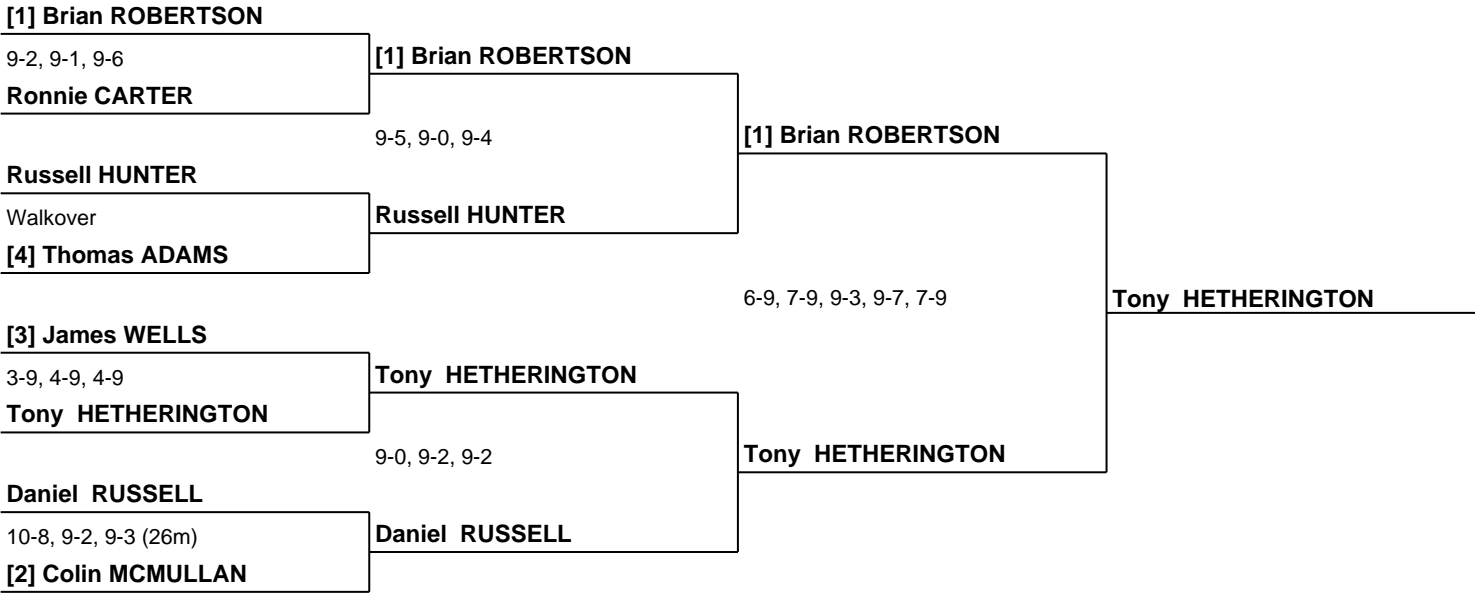 [1] Brian ROBERTSON
9-2, 9-1, 9-6
[1] Brian ROBERTSON
Ronnie CARTER
9-5, 9-0, 9-4
[1] Brian ROBERTSON
Russell HUNTER
Walkover
Russell HUNTER
[4] Thomas ADAMS
6-9, 7-9, 9-3, 9-7, 7-9
Tony HETHERINGTON
[3] James WELLS
3-9, 4-9, 4-9
Tony HETHERINGTON
Tony HETHERINGTON
9-0, 9-2, 9-2
Tony HETHERINGTON
Daniel RUSSELL
10-8, 9-2, 9-3 (26m)
Daniel RUSSELL
[2] Colin MCMULLAN